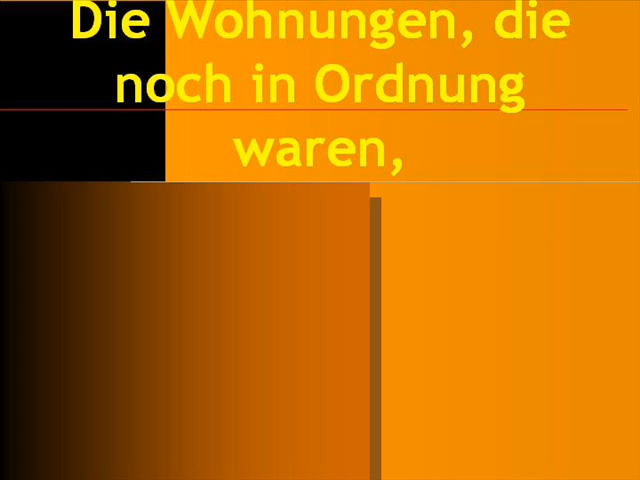 Die Wohnungen, die
noch in Ordnung
waren,